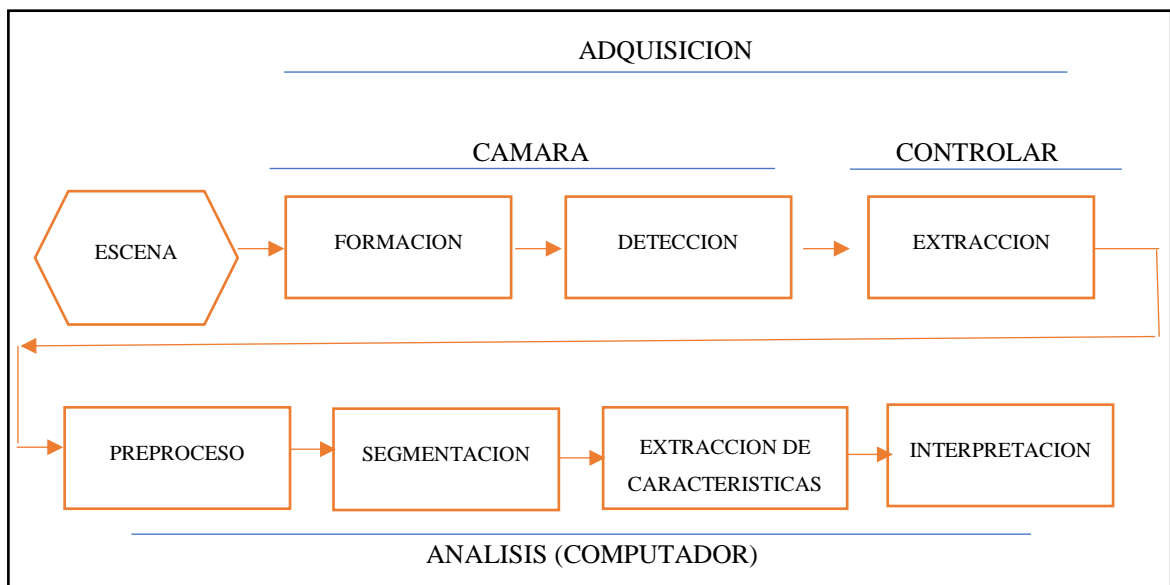 ADQUISICION
CAMARA
CONTROLAR
ESCENA
FORMACION
DETECCION
EXTRACCION
PREPROCESO
SEGMENTACION
EXTRACCION DE
CARACTERISTICAS
INTERPRETACION
ANALISIS (COMPUTADOR)